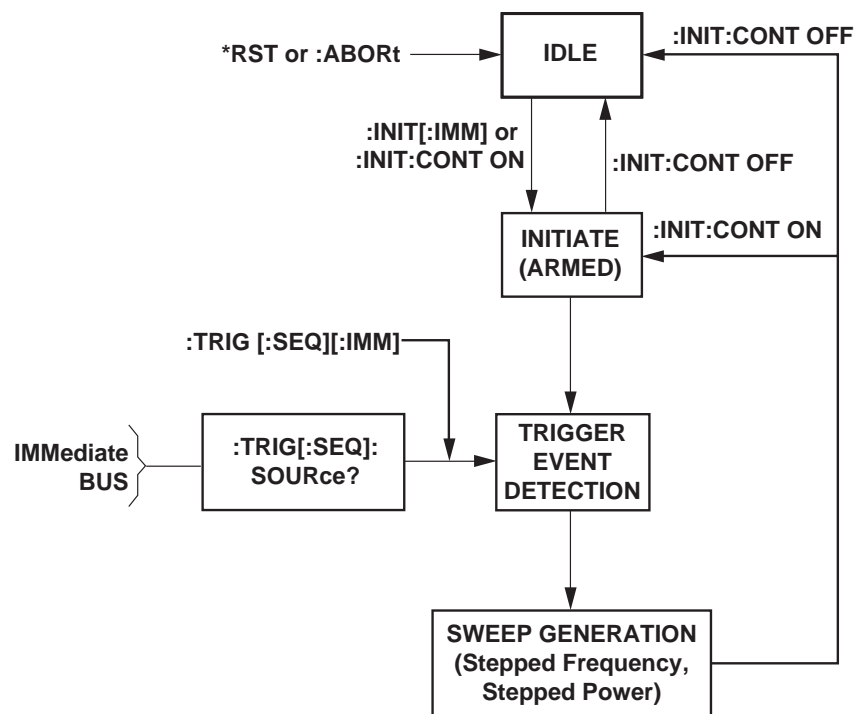 *RST or :ABORt
IDLE
:INIT:CONT OFF
:INIT[:IMM] or
:INIT:CONT ON
:INIT:CONT OFF
INITIATE
(ARMED)
:INIT:CONT ON
:TRIG [:SEQ][:IMM]
IMMediate
BUS
:TRIG[:SEQ]:
SOURce?
TRIGGER
EVENT
DETECTION
SWEEP GENERATION
(Stepped Frequency,
Stepped Power)